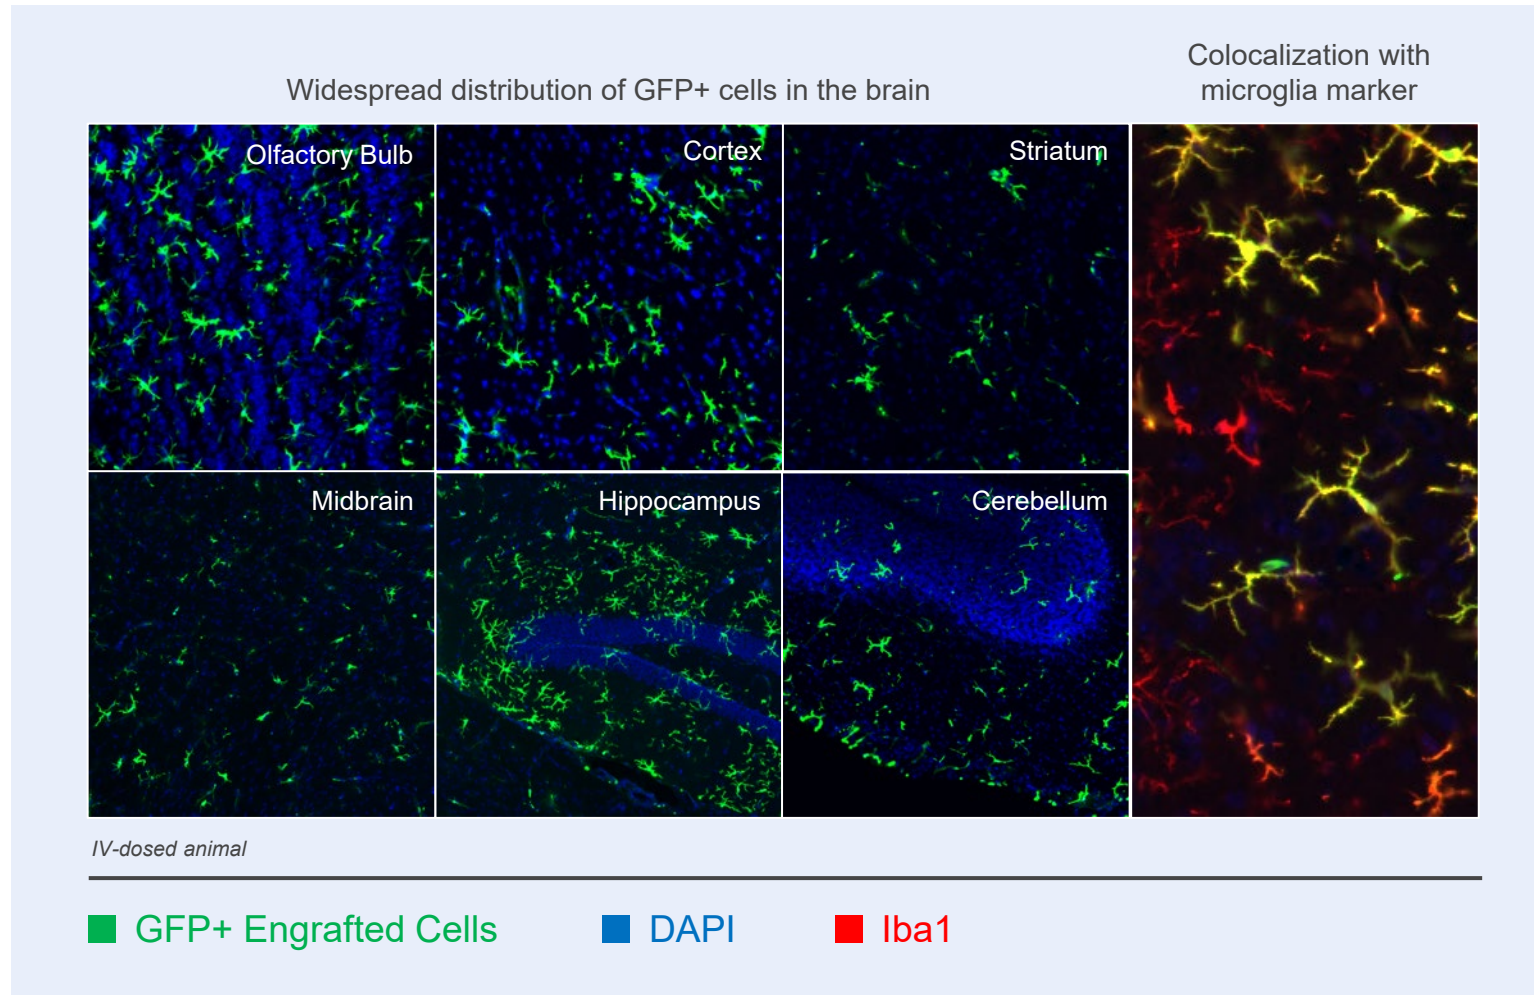 Widespread distribution of GFP+ cells in the brain
Colocalization with
microglia marker
Olfactory Bulb
Cortex
Striatum
Midbrain
Hippocampus
Cerebellum
IV-dosed animal
GFP+ Engrafted Cells
DAPI
Iba1